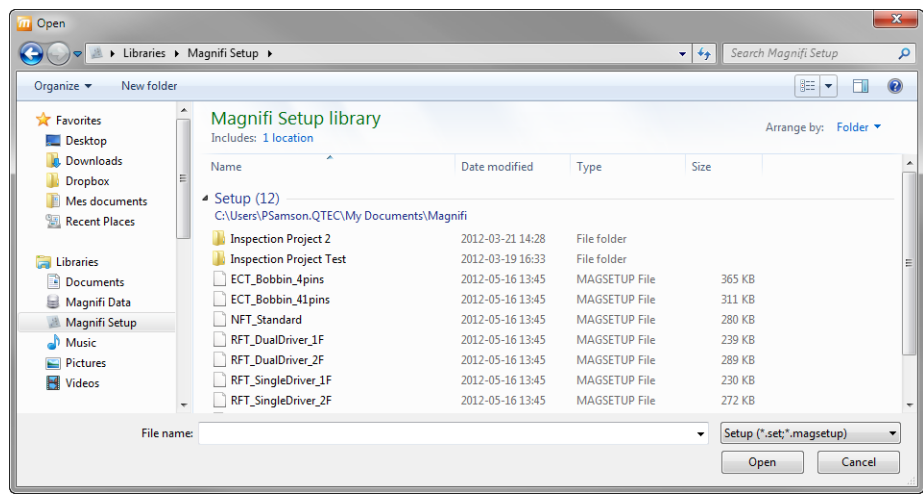 Open
Libraries Magnifi Setup
Search Magnifi Setup
Organize New folder
Favorites
Desktop
Downloads
Dropbox
Mes documents
Recent Places
Libraries
Documents
Magnifi Data
Magnifi Setup
Music
Pictures
Videos
Magnifi Setup library
Includes: 1 location
Arrange by: Folder
Name Date modified Type Size
Setup (12)
C:\Users\PSamson.QTEC\My Documents\Magnifi
Inspection Project 2 2012-03-21 14:28 File folder
Inspection Project Test 2012-03-19 16:33 File folder
ECT_Bobbin_4pins 2012-05-16 13:45 MAGSETUP File 365 KB
ECT_Bobbin_41pins 2012-05-16 13:45 MAGSETUP File 311 KB
NFT_Standard 2012-05-16 13:45 MAGSETUP File 280 KB
RFT_DualDriver_1F 2012-05-16 13:45 MAGSETUP File 239 KB
RFT_DualDriver_2F 2012-05-16 13:45 MAGSETUP File 289 KB
RFT_SingleDriver_1F 2012-05-16 13:45 MAGSETUP File 230 KB
RFT_SingleDriver_2F 2012-05-16 13:45 MAGSETUP File 272 KB
File name:
Setup (*.set;*.magsetup)
Open Cancel